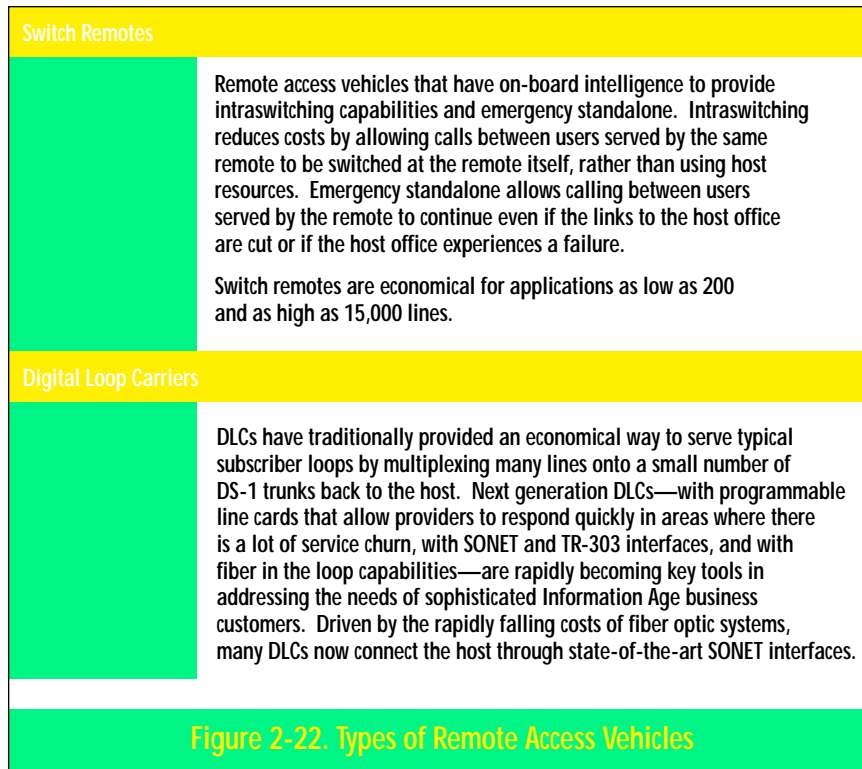 Switch Remotes
Remote access vehicles that have on-board intelligence to provide
intraswitching capabilities and emergency standalone. Intraswitching
reduces costs by allowing calls between users served by the same
remote to be switched at the remote itself, rather than using host
resources. Emergency standalone allows calling between users
served by the remote to continue even if the links to the host office
are cut or if the host office experiences a failure.
Switch remotes are economical for applications as low as 200
and as high as 15,000 lines.
Digital Loop Carriers
DLCs have traditionally provided an economical way to serve typical
subscriber loops by multiplexing many lines onto a small number of
DS-1 trunks back to the host. Next generation DLCs—with programmable
line cards that allow providers to respond quickly in areas where there
is a lot of service churn, with SONET and TR-303 interfaces, and with
fiber in the loop capabilities—are rapidly becoming key tools in
addressing the needs of sophisticated Information Age business
customers. Driven by the rapidly falling costs of fiber optic systems,
many DLCs now connect the host through state-of-the-art SONET interfaces.
Figure 2-22. Types of Remote Access Vehicles